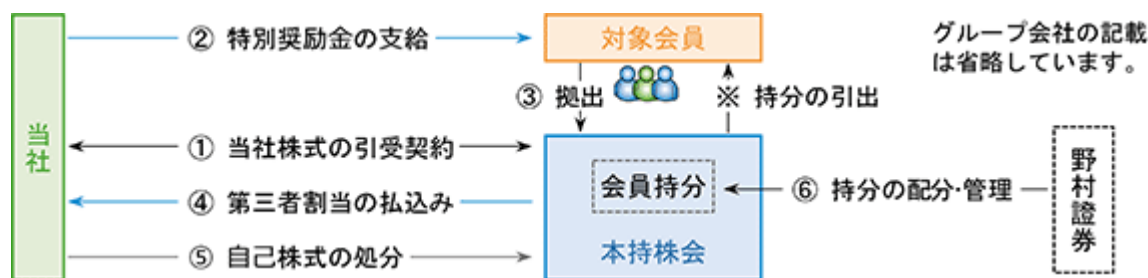 ② 特別奨励金の支給
対象会員
グループ会社の記載
は省略しています。
③ 拠出
※ 持分の引出
当社
① 当社株式の引受契約
会員持分
⑥ 持分の配分・管理
野村證券
④ 第三者割当の払込み
本持株会
⑤ 自己株式の処分